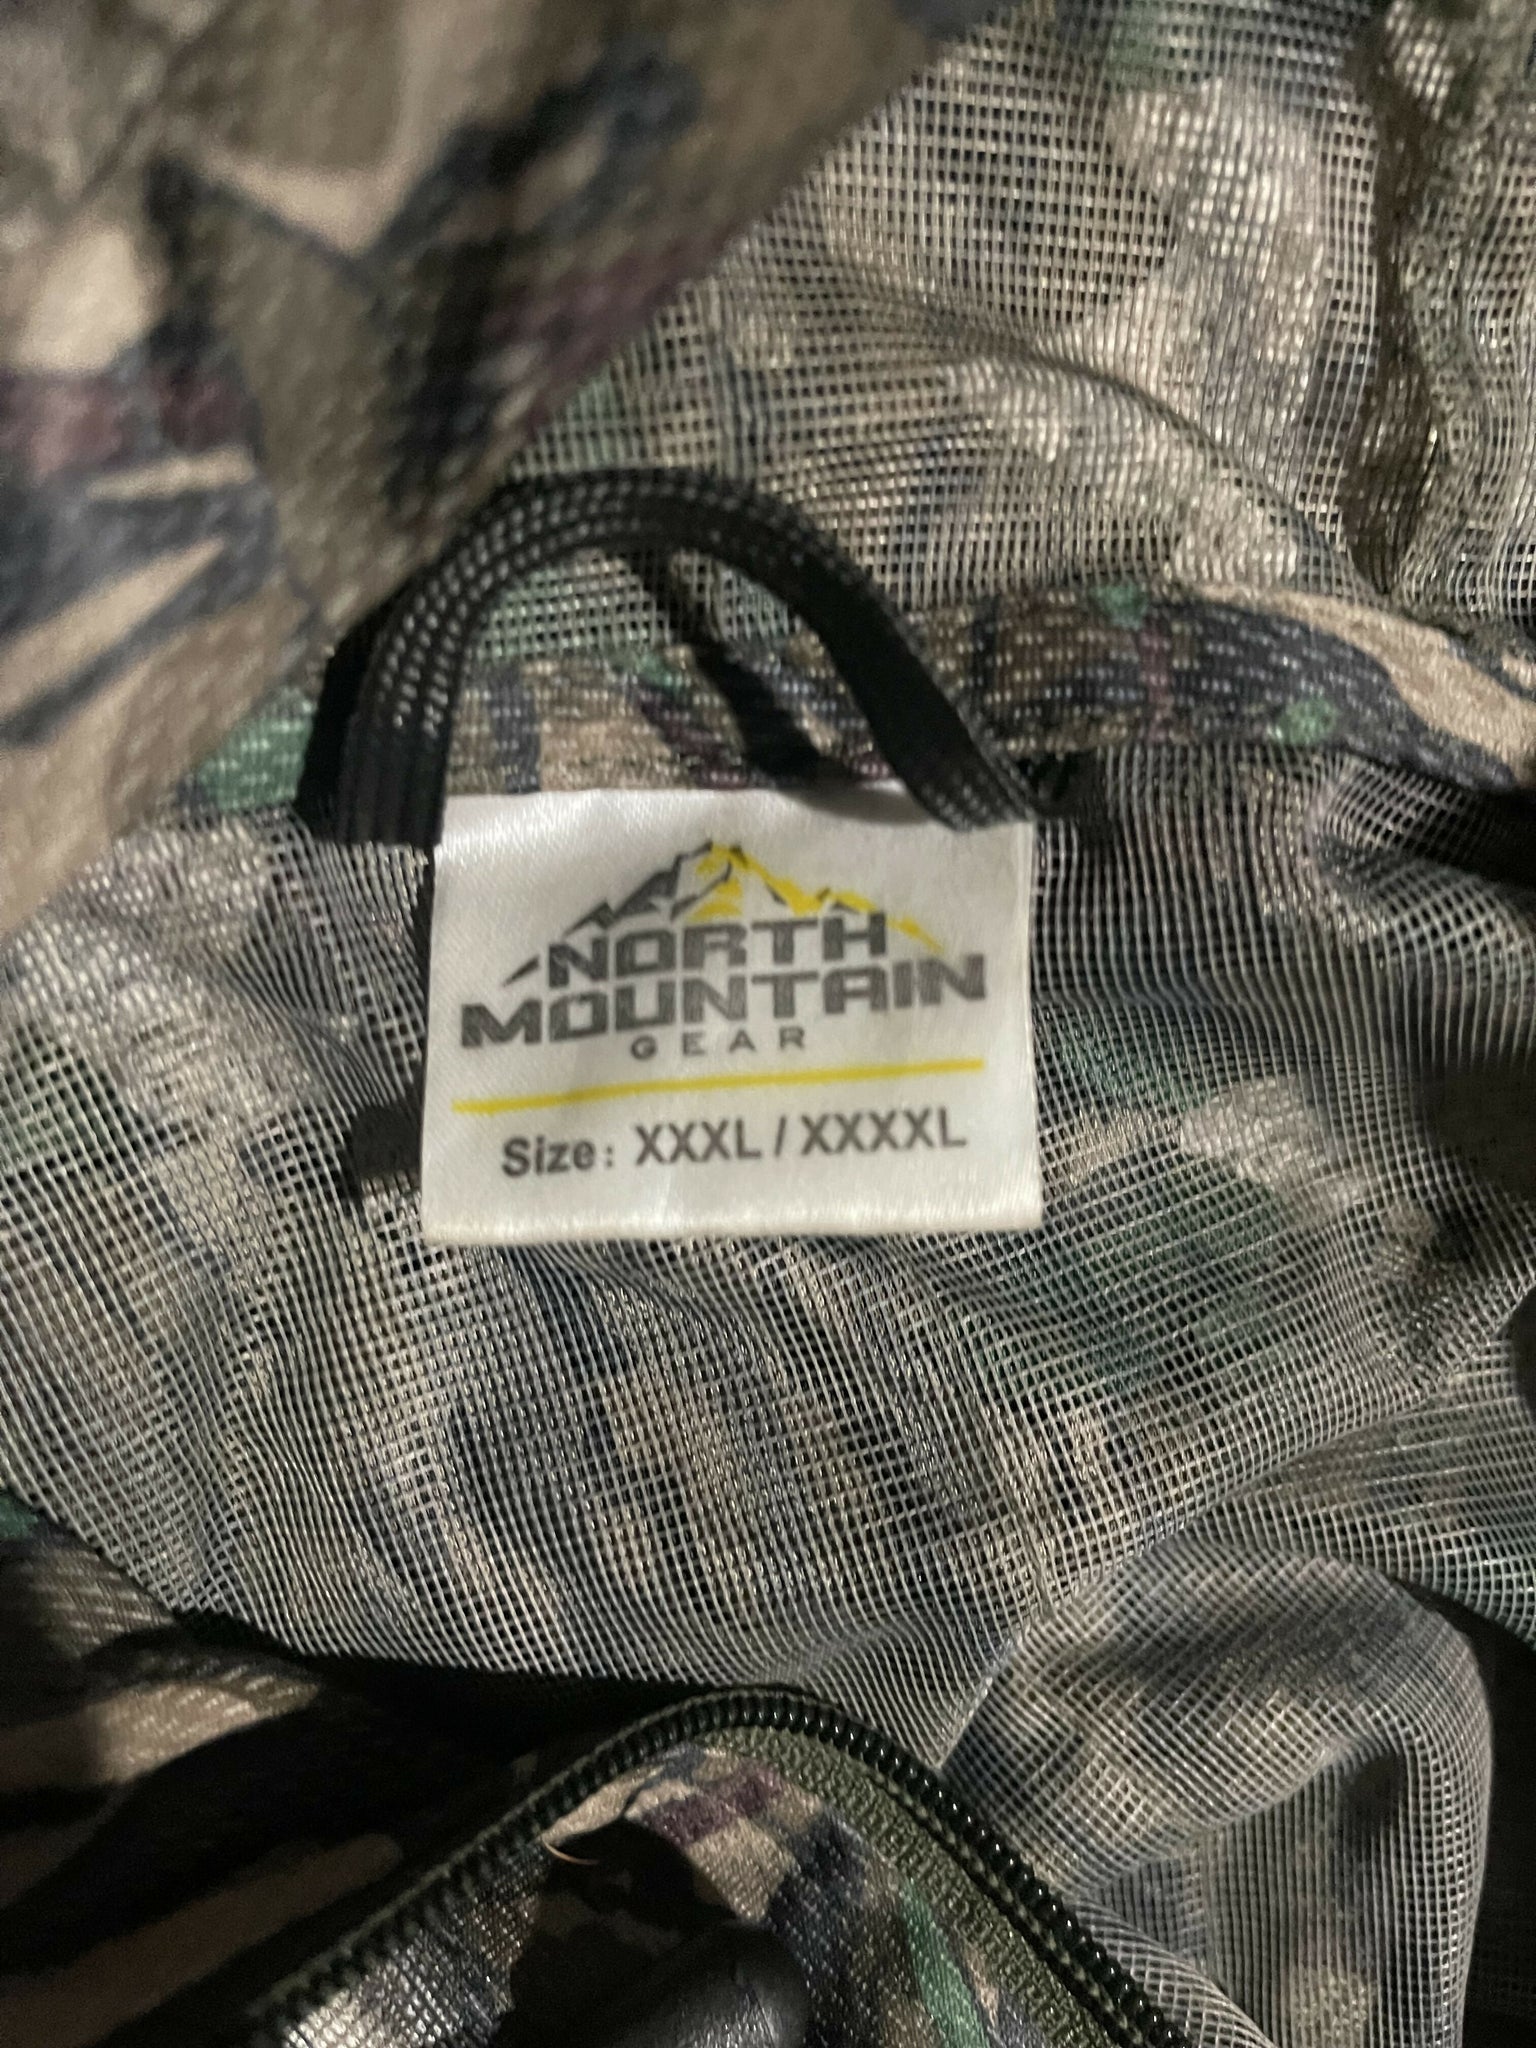 NORTH
MOUNTAIN
GEAR
Size: XXXL / XXXXL